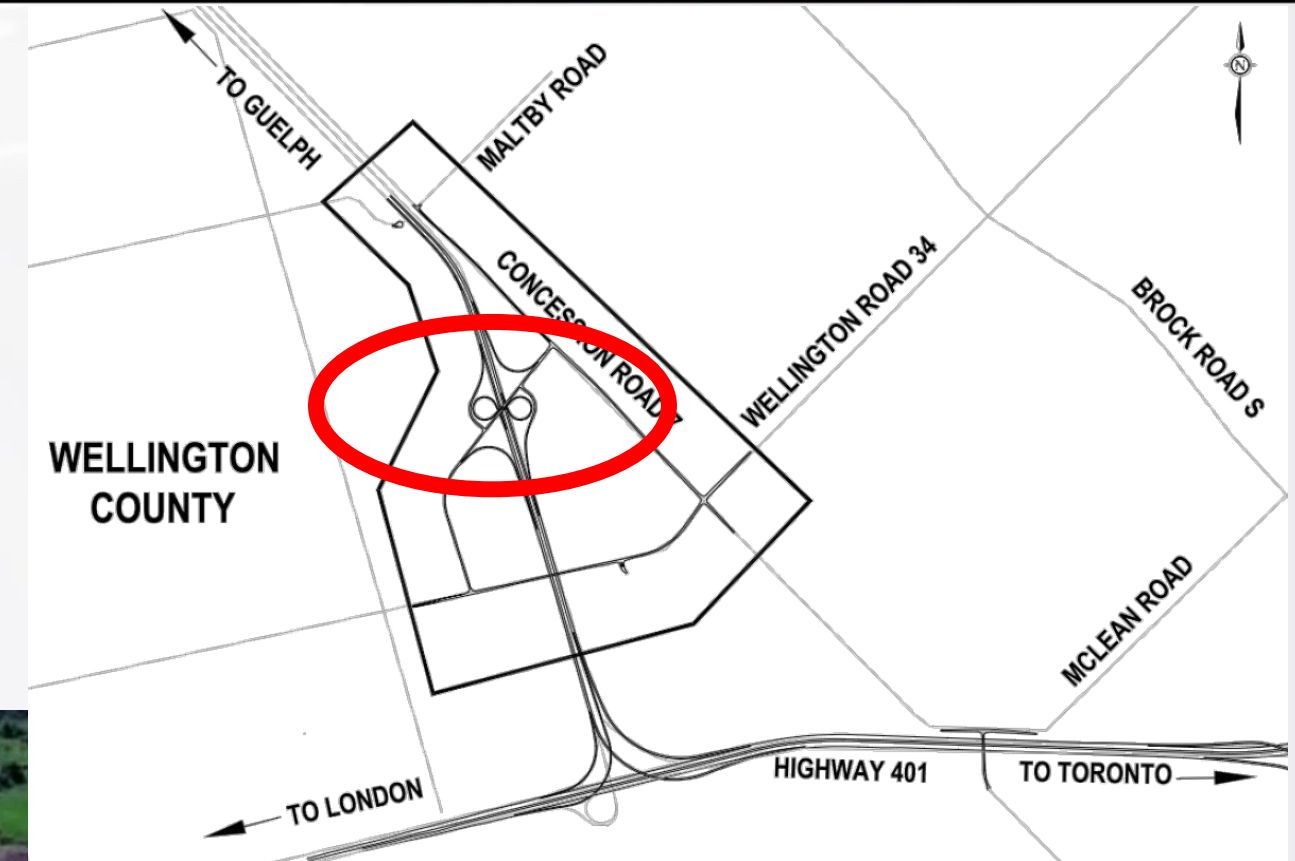 TO GUELPH
MALTBY ROAD
N
CONCESSION ROAD 7
WELLINGTON ROAD 34
BROCK ROAD S
WELLINGTON
COUNTY
MCLEAN ROAD
HIGHWAY 401
TO TORONTO
TO LONDON